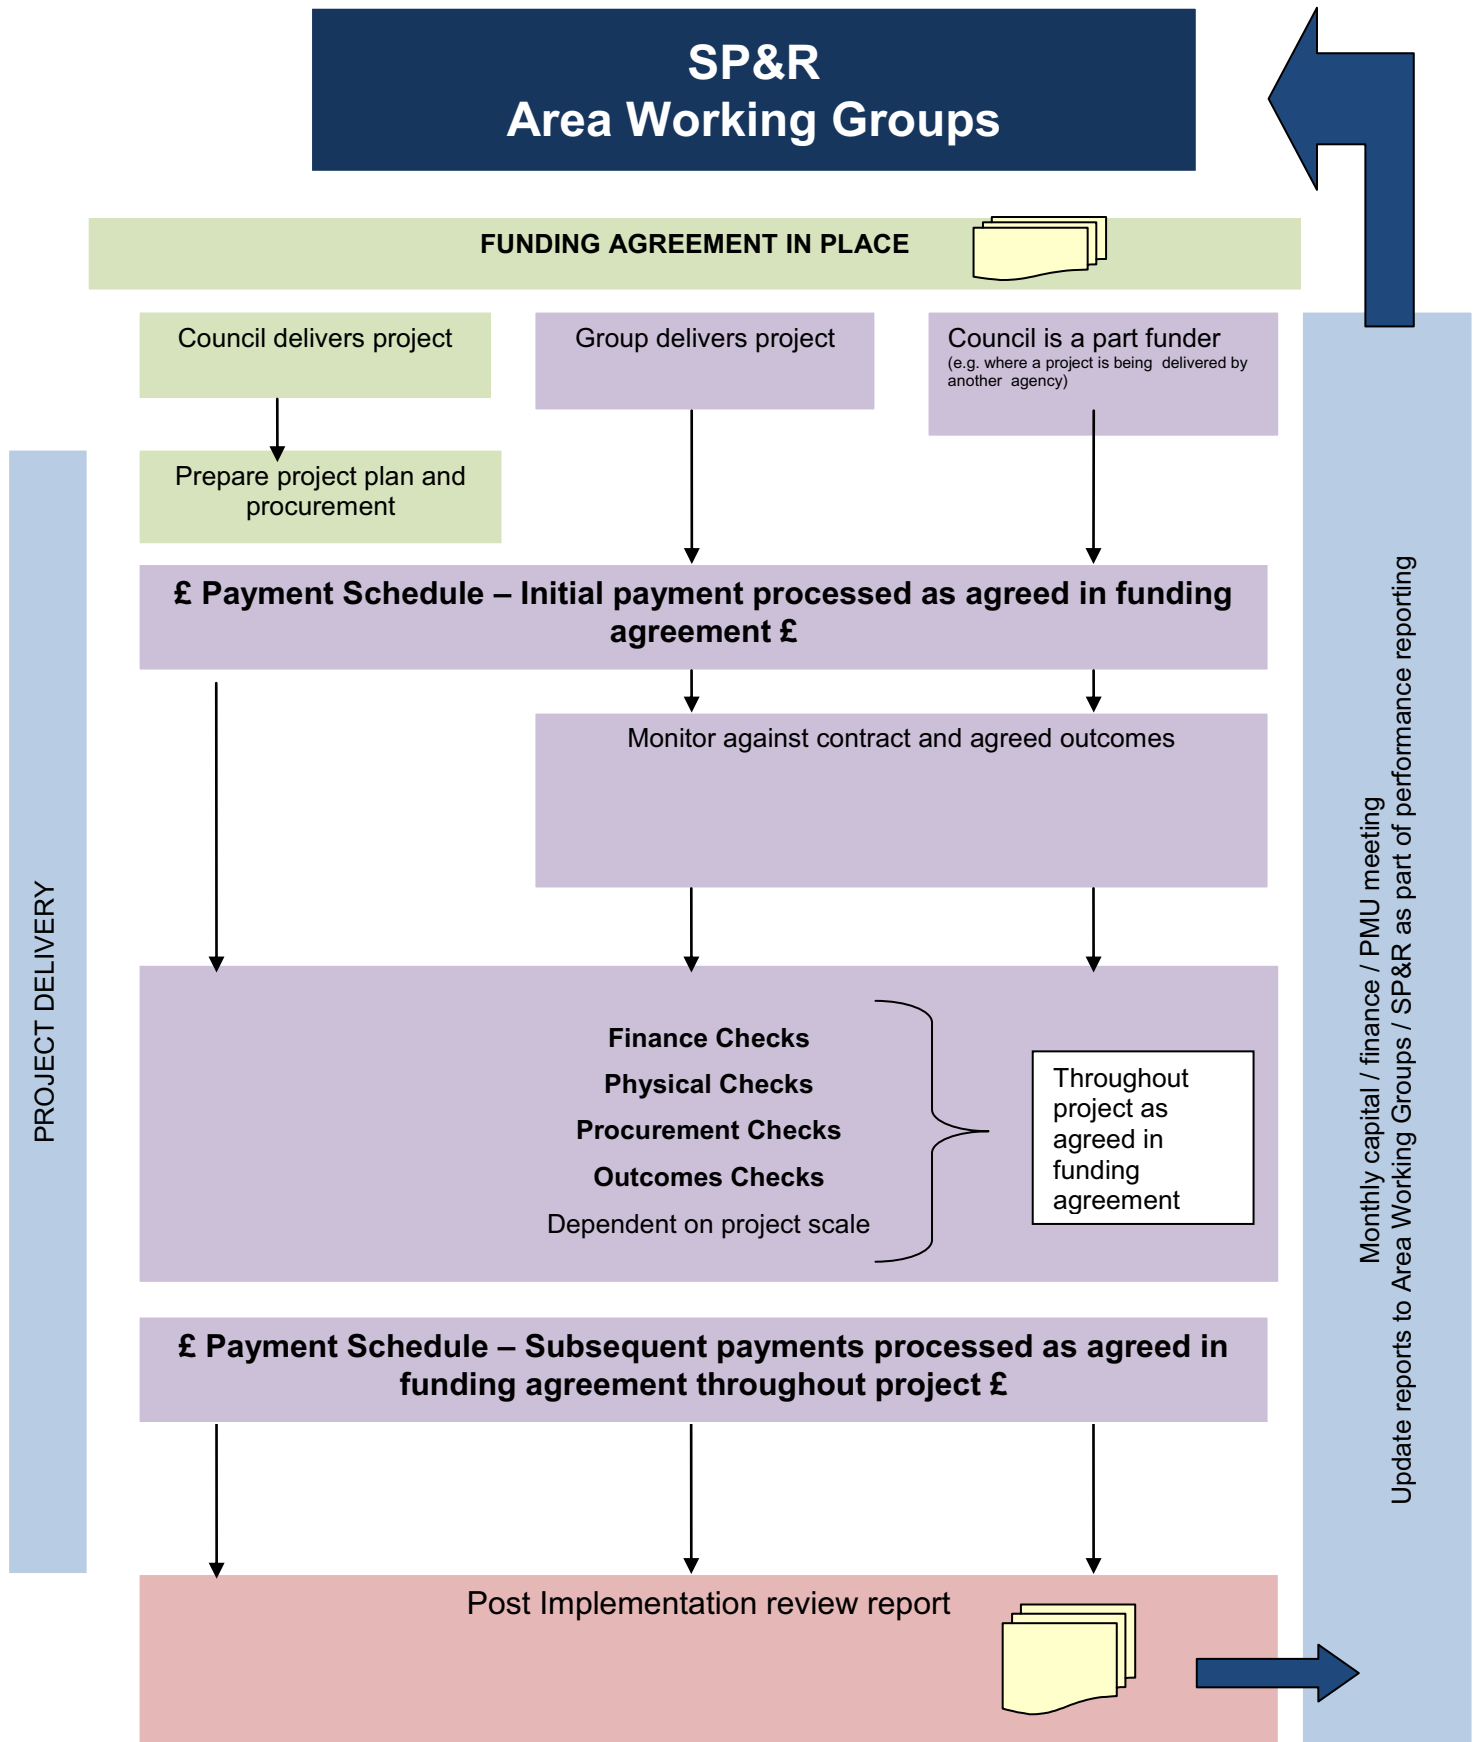 SP&R
Area Working Groups
FUNDING AGREEMENT IN PLACE
Council delivers project
Group delivers project
Council is a part funder
(e.g. where a project is being  delivered by
another  agency)
Prepare project plan and
procurement
£ Payment Schedule – Initial payment processed as agreed in funding
agreement £
Monitor against contract and agreed outcomes
PROJECT DELIVERY
Finance Checks
Physical Checks
Procurement Checks
Outcomes Checks
Dependent on project scale
Throughout
project as
agreed in
funding
agreement
£ Payment Schedule – Subsequent payments processed as agreed in
funding agreement throughout project £
Post Implementation review report
Monthly capital / finance / PMU meeting
Update reports to Area Working Groups / SP&R as part of performance reporting